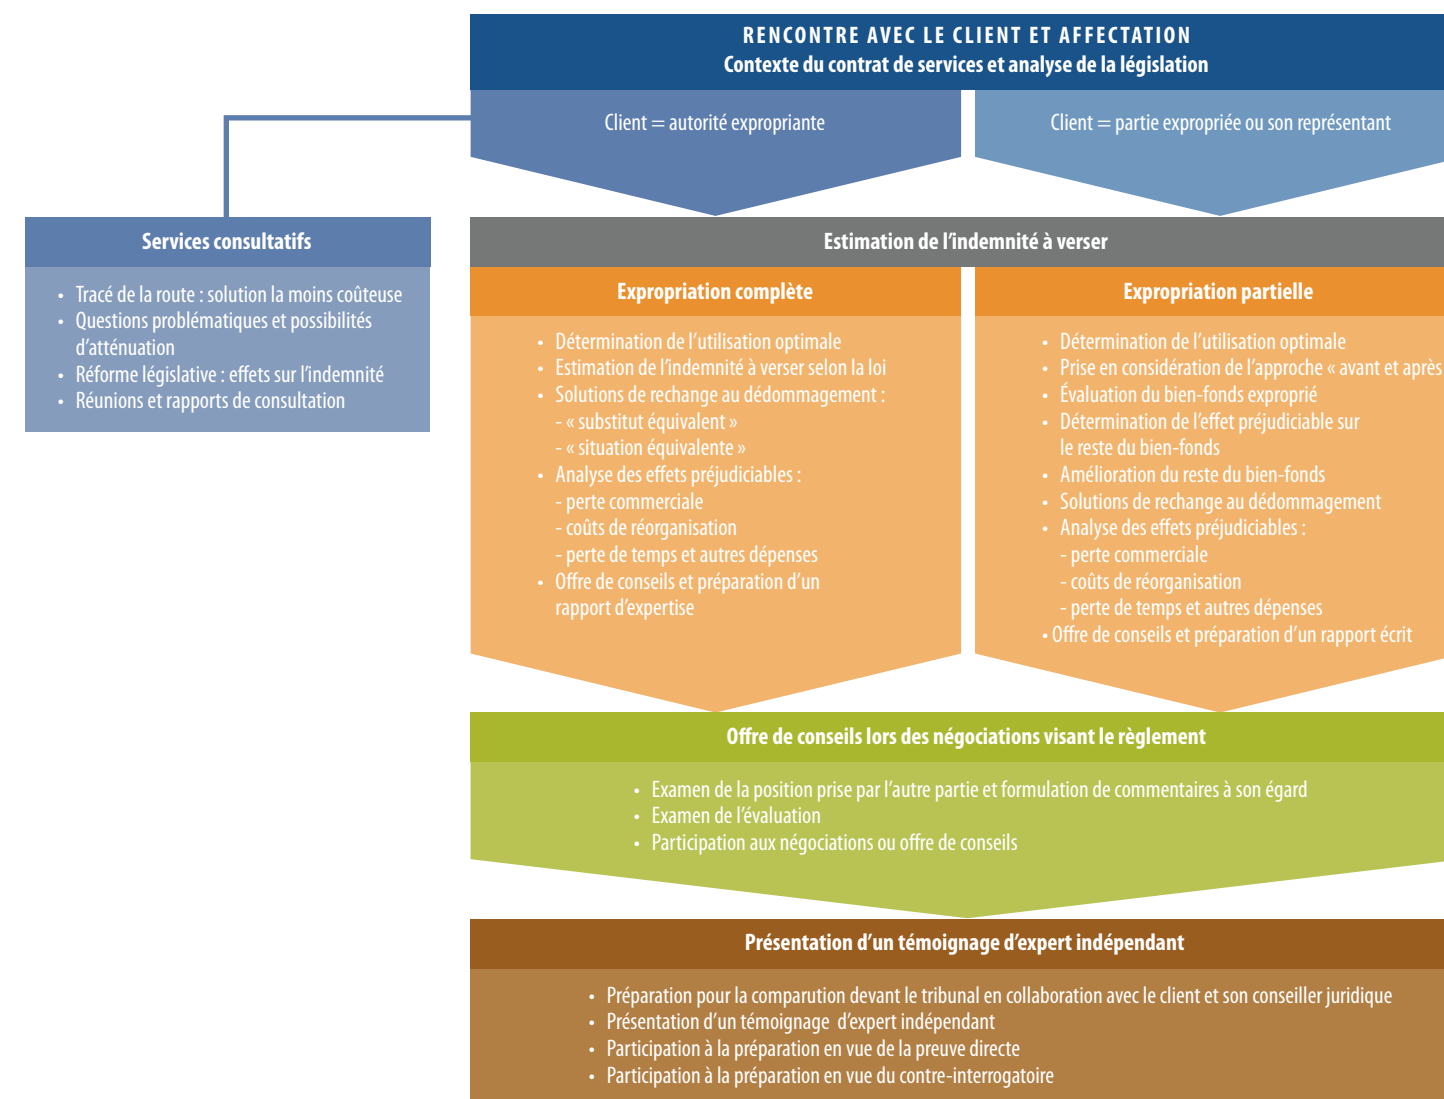 RENCONTRE AVEC LE CLIENT ET AFFECTATION
Contexte du contrat de services et analyse de la législation
Client = autorité expropriante
Client = partie expropriée ou son représentant
Services consultatifs
• Tracé de la route : solution la moins coûteuse
• Questions problématiques et possibilités
d’atténuation
• Réforme législative : effets sur l’indemnité
• Réunions et rapports de consultation
Estimation de l’indemnité à verser
Expropriation complète
• Détermination de l’utilisation optimale
• Estimation de l’indemnité à verser selon la loi
• Solutions de rechange au dédommagement :
- « substitut équivalent »
- « situation équivalente »
• Analyse des effets préjudiciables :
- perte commerciale
- coûts de réorganisation
- perte de temps et autres dépenses
• Offre de conseils et préparation d’un
rapport d’expertise
Expropriation partielle
• Détermination de l’utilisation optimale
• Prise en considération de l’approche « avant et après
• Évaluation du bien-fonds exproprié
• Détermination de l’effet préjudiciable sur
le reste du bien-fonds
• Amélioration du reste du bien-fonds
• Solutions de rechange au dédommagement
• Analyse des effets préjudiciables :
- perte commerciale
- coûts de réorganisation
- perte de temps et autres dépenses
• Offre de conseils et préparation d’un rapport écrit
Offre de conseils lors des négociations visant le règlement
• Examen de la position prise par l’autre partie et formulation de commentaires à son égard
• Examen de l’évaluation
• Participation aux négociations ou offre de conseils
Présentation d’un témoignage d’expert indépendant
• Préparation pour la comparution devant le tribunal en collaboration avec le client et son conseiller juridique
• Présentation d’un témoignage d’expert indépendant
• Participation à la préparation en vue de la preuve directe
• Participation à la préparation en vue du contre-interrogatoire